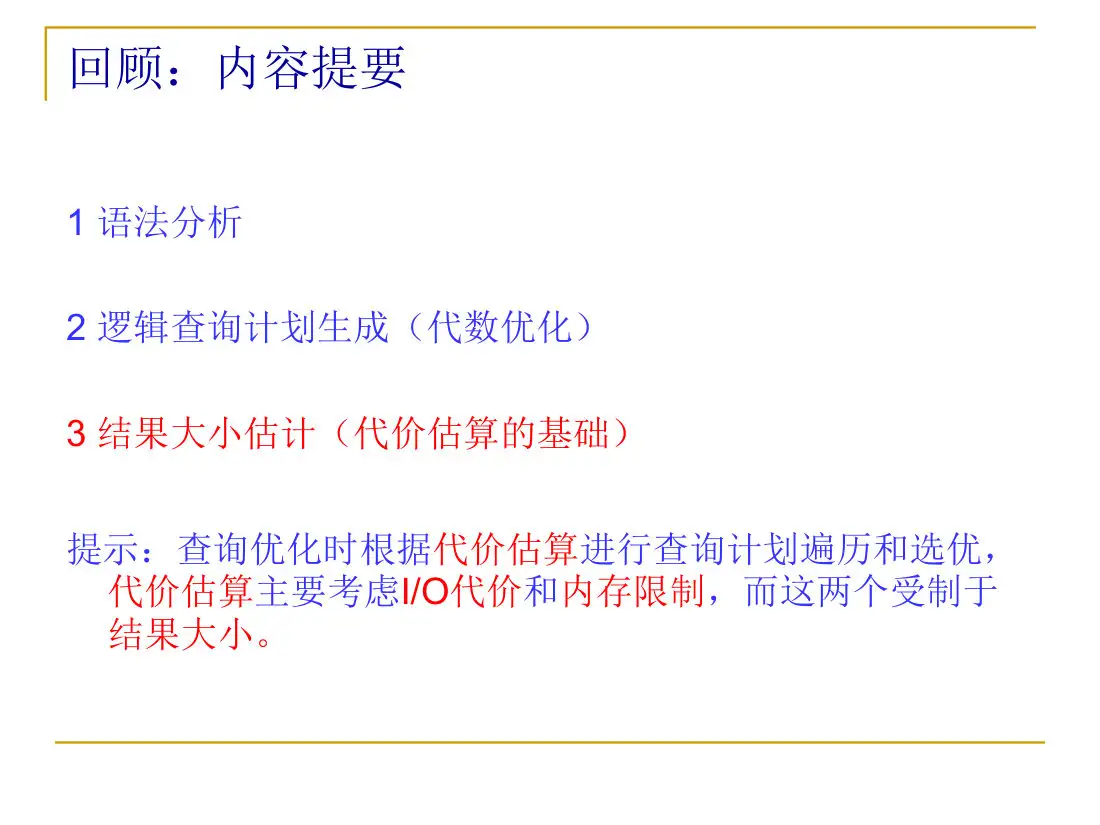 回顾：内容提要
1 语法分析
2 逻辑查询计划生成（代数优化）
3 结果大小估计（代价估算的基础）
提示：查询优化时根据代价估算进行查询计划遍历和选优，
代价估算主要考虑I/O代价和内存限制，而这两个受制于
结果大小。